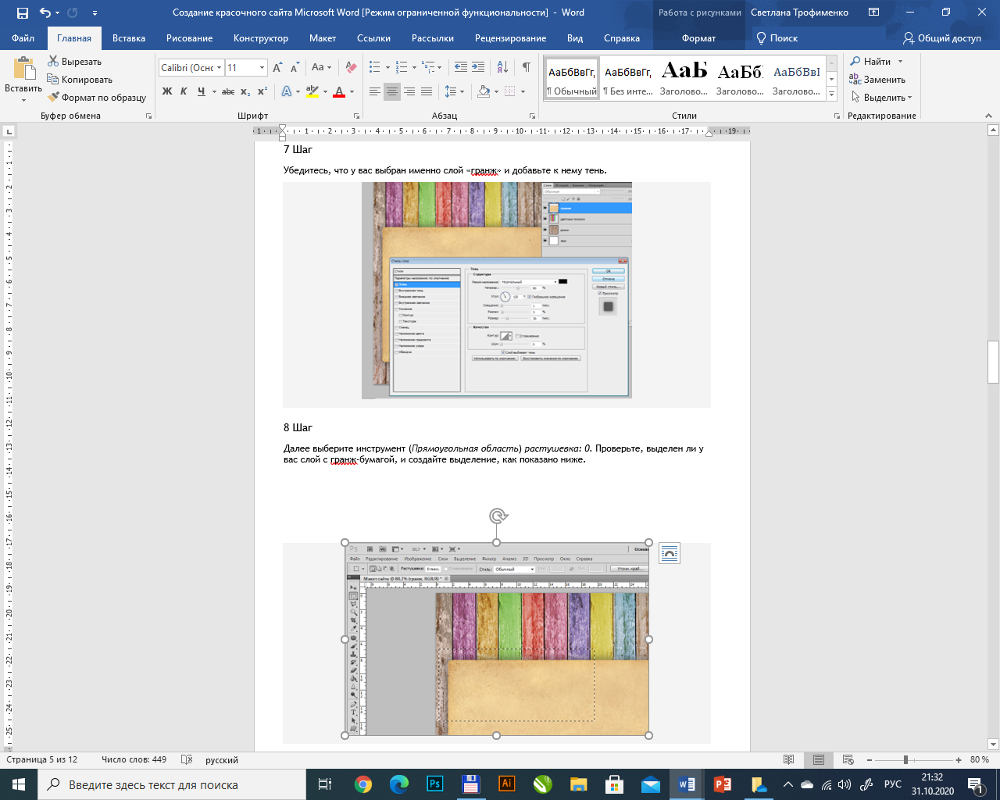 Создание красочного сайта Microsoft Word [Режим ограниченной функциональности] - Word
Работа с рисунками
Светлана Трофименко
Файл Главная Вставка Рисование Конструктор Макет Ссылки Рассылки Рецензирование Вид Справка Формат Поиск Общий доступ
Вставить
Вырезать
Копировать
Формат по образцу
Буфер обмена
Calibri (Оснс 11
Ж К Ч abc x₂ x²
Шрифт
Абзац
АаБбВвГг, АаБбВвГг, АаБ АаБб АаБбВвІ
¶ Обычный ¶ Без инте... Заголово... Заголово... Заголово...
Стили
Найти
Заменить
Выделить
Редактирование
7 Шаг
Убедитесь, что у вас выбран именно слой «гранж» и добавьте к нему тень.
8 Шаг
Далее выберите инструмент (Прямоугольная область) растушевка: 0. Проверьте, выделен ли у
вас слой с гранж-бумагой, и создайте выделение, как показано ниже.
Файл Редактирование Изображение Слои Выделение Фильтр Анализ 3D Просмотр Окно Справка
Растушевка: Стиль: Обычный
Макет сайта @ 80,7% (гранж, RGB/8) *
Страница 5 из 12 Число слов: 449 русский 80 %
Введите здесь текст для поиска
РУС
21:32
31.10.2020